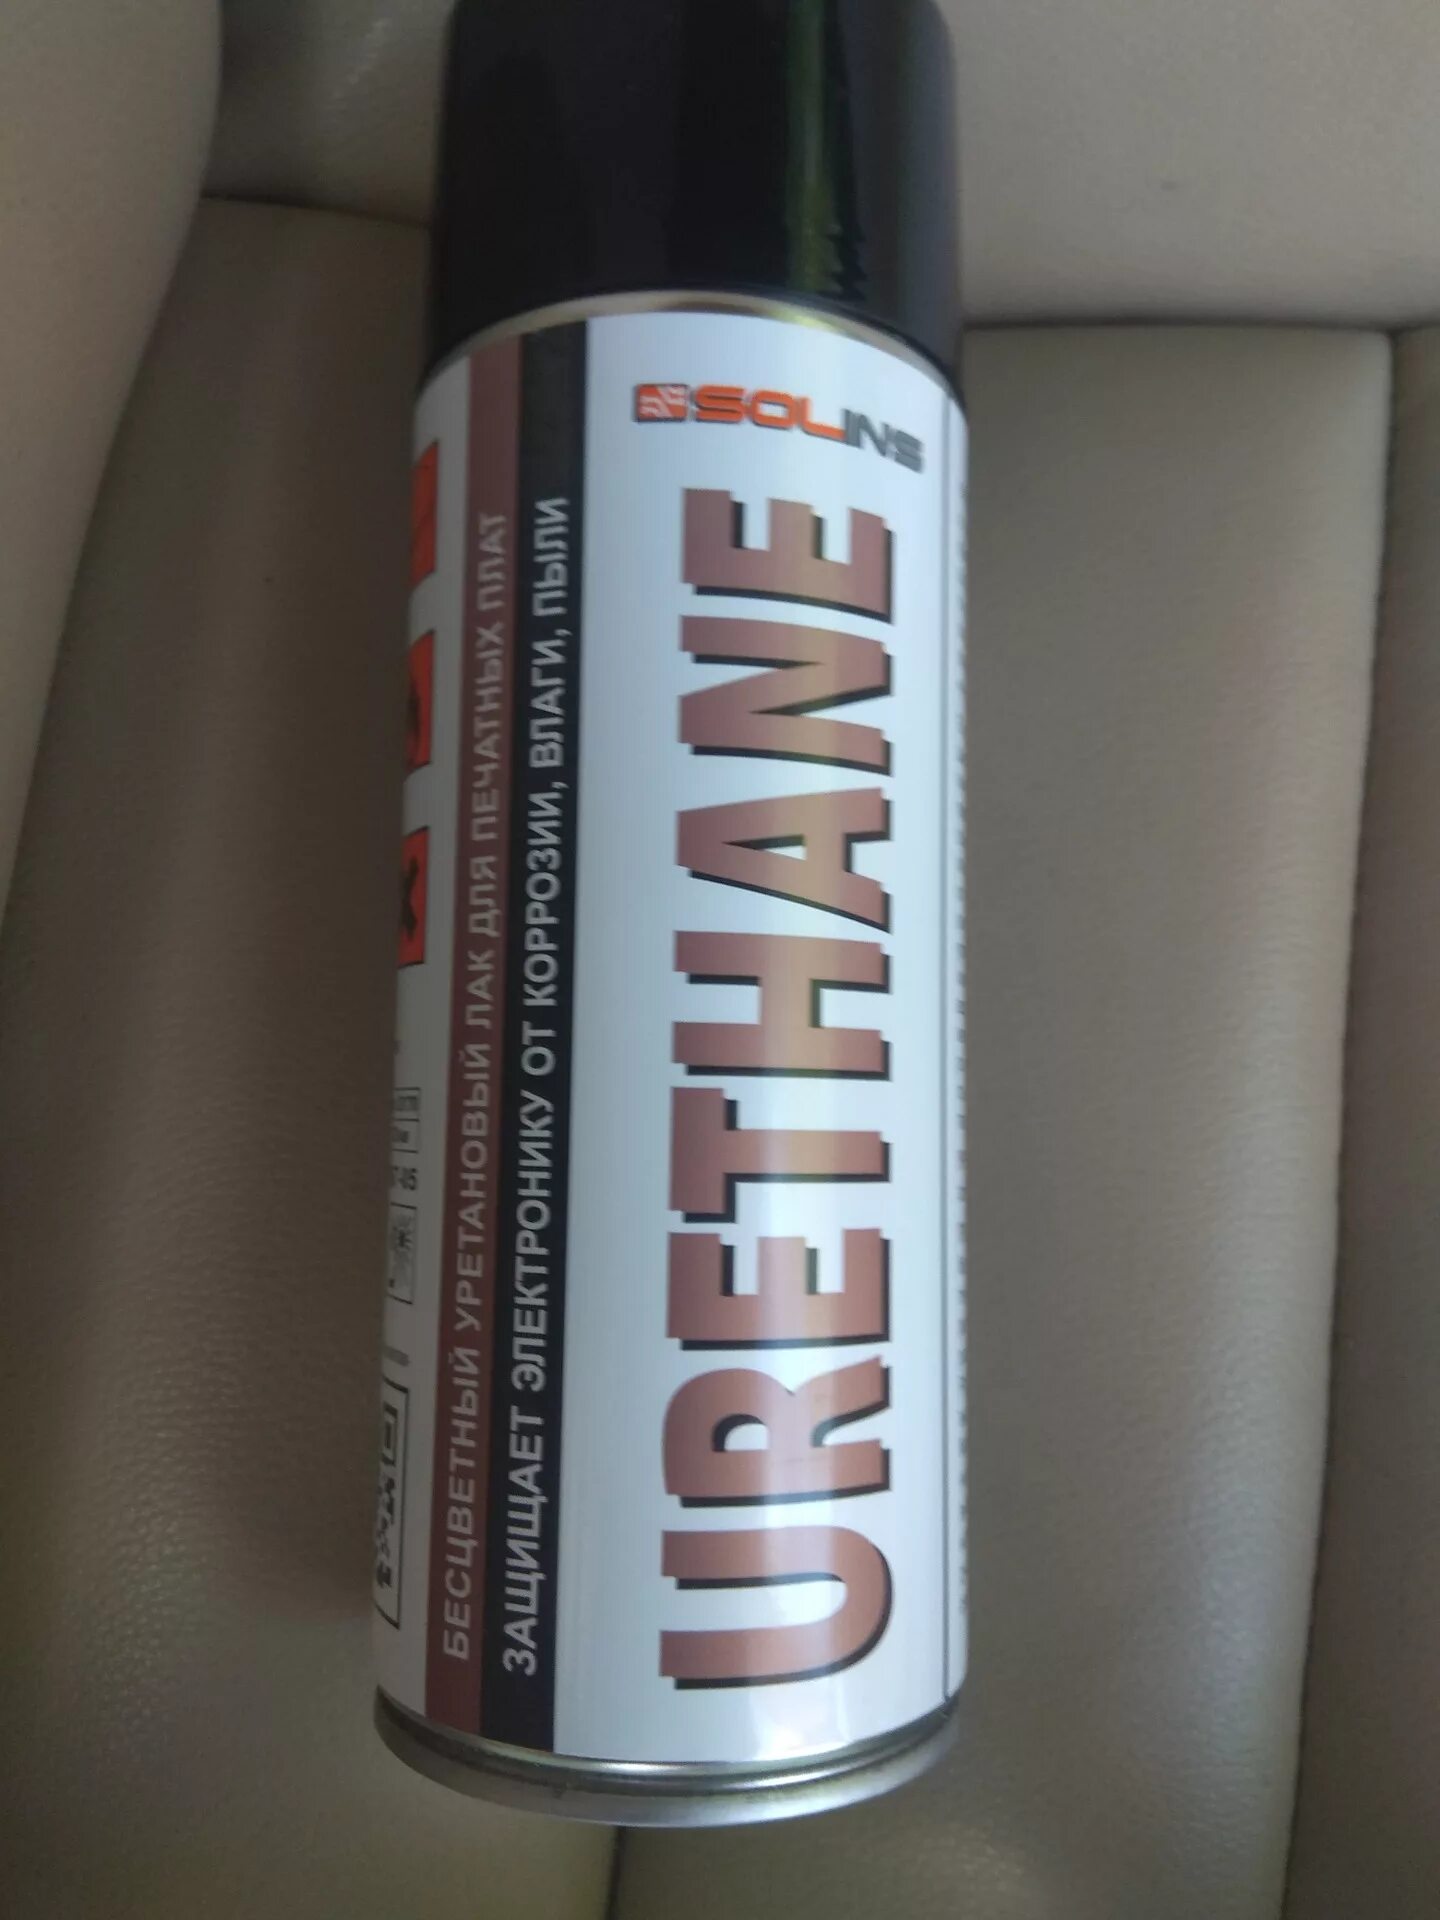 SOLINS
URETHANE
БЕСЦВЕТНЫЙ УРЕТАНОВЫЙ ЛАК ДЛЯ ПЕЧАТНЫХ ПЛАТ
ЗАЩИЩАЕТ ЭЛЕКТРОНИКУ ОТ КОРРОЗИИ, ВЛАГИ, ПЫЛИ